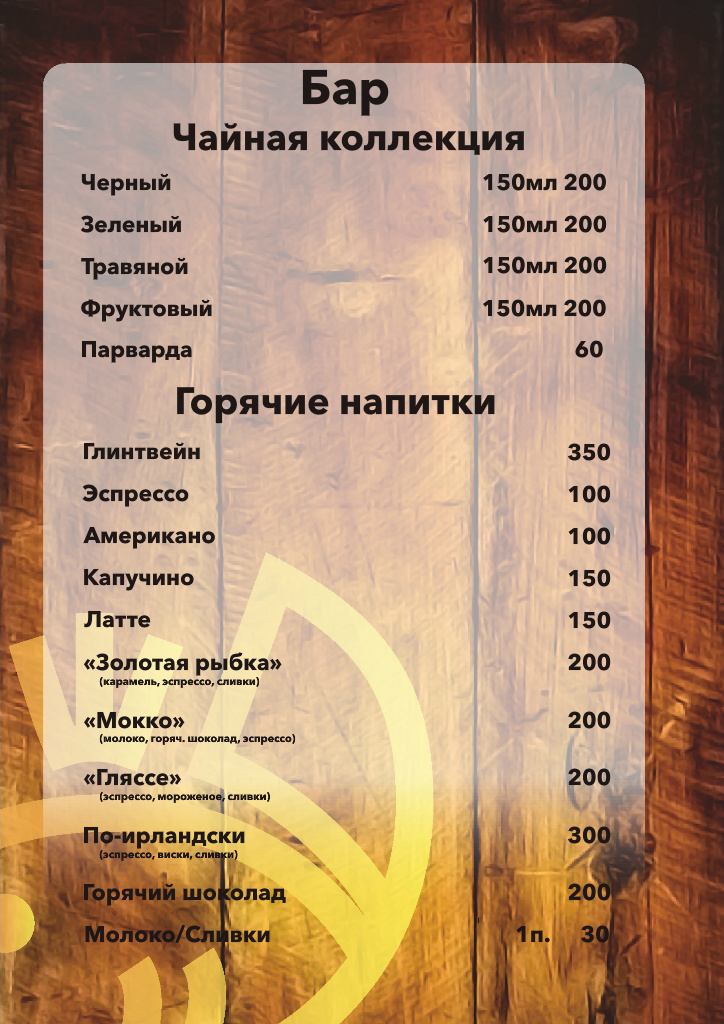 Бар
Чайная коллекция
Черный 150мл 200
Зеленый 150мл 200
Травяной 150мл 200
Фруктовый 150мл 200
Парварда 60
Горячие напитки
Глинтвейн 350
Эспрессо 100
Американо 100
Капучино 150
Латте 150
«Золотая рыбка» 200
(карамель, эспрессо, сливки)
«Мокко» 200
(молоко, горяч. шоколад, эспрессо)
«Гляссе» 200
(эспрессо, мороженое, сливки)
По-ирландски 300
(эспрессо, виски, сливки)
Горячий шоколад 200
Молоко/Сливки 1п. 30